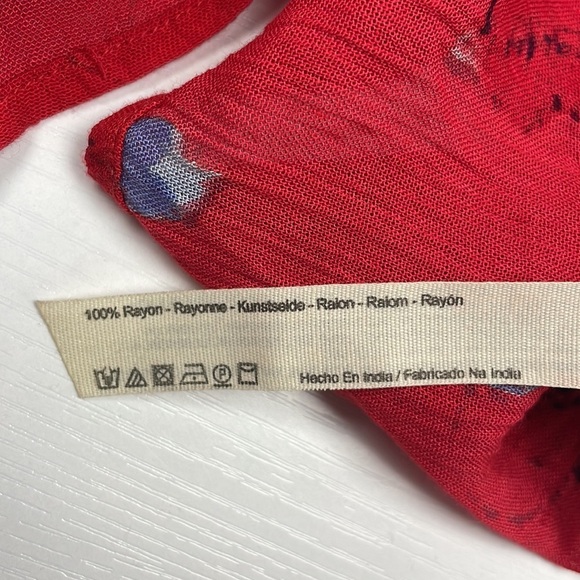 100% Rayon - Rayonne - Kunstseide - Raion - Raiom - Rayón
Hecho En India / Fabricado Na India